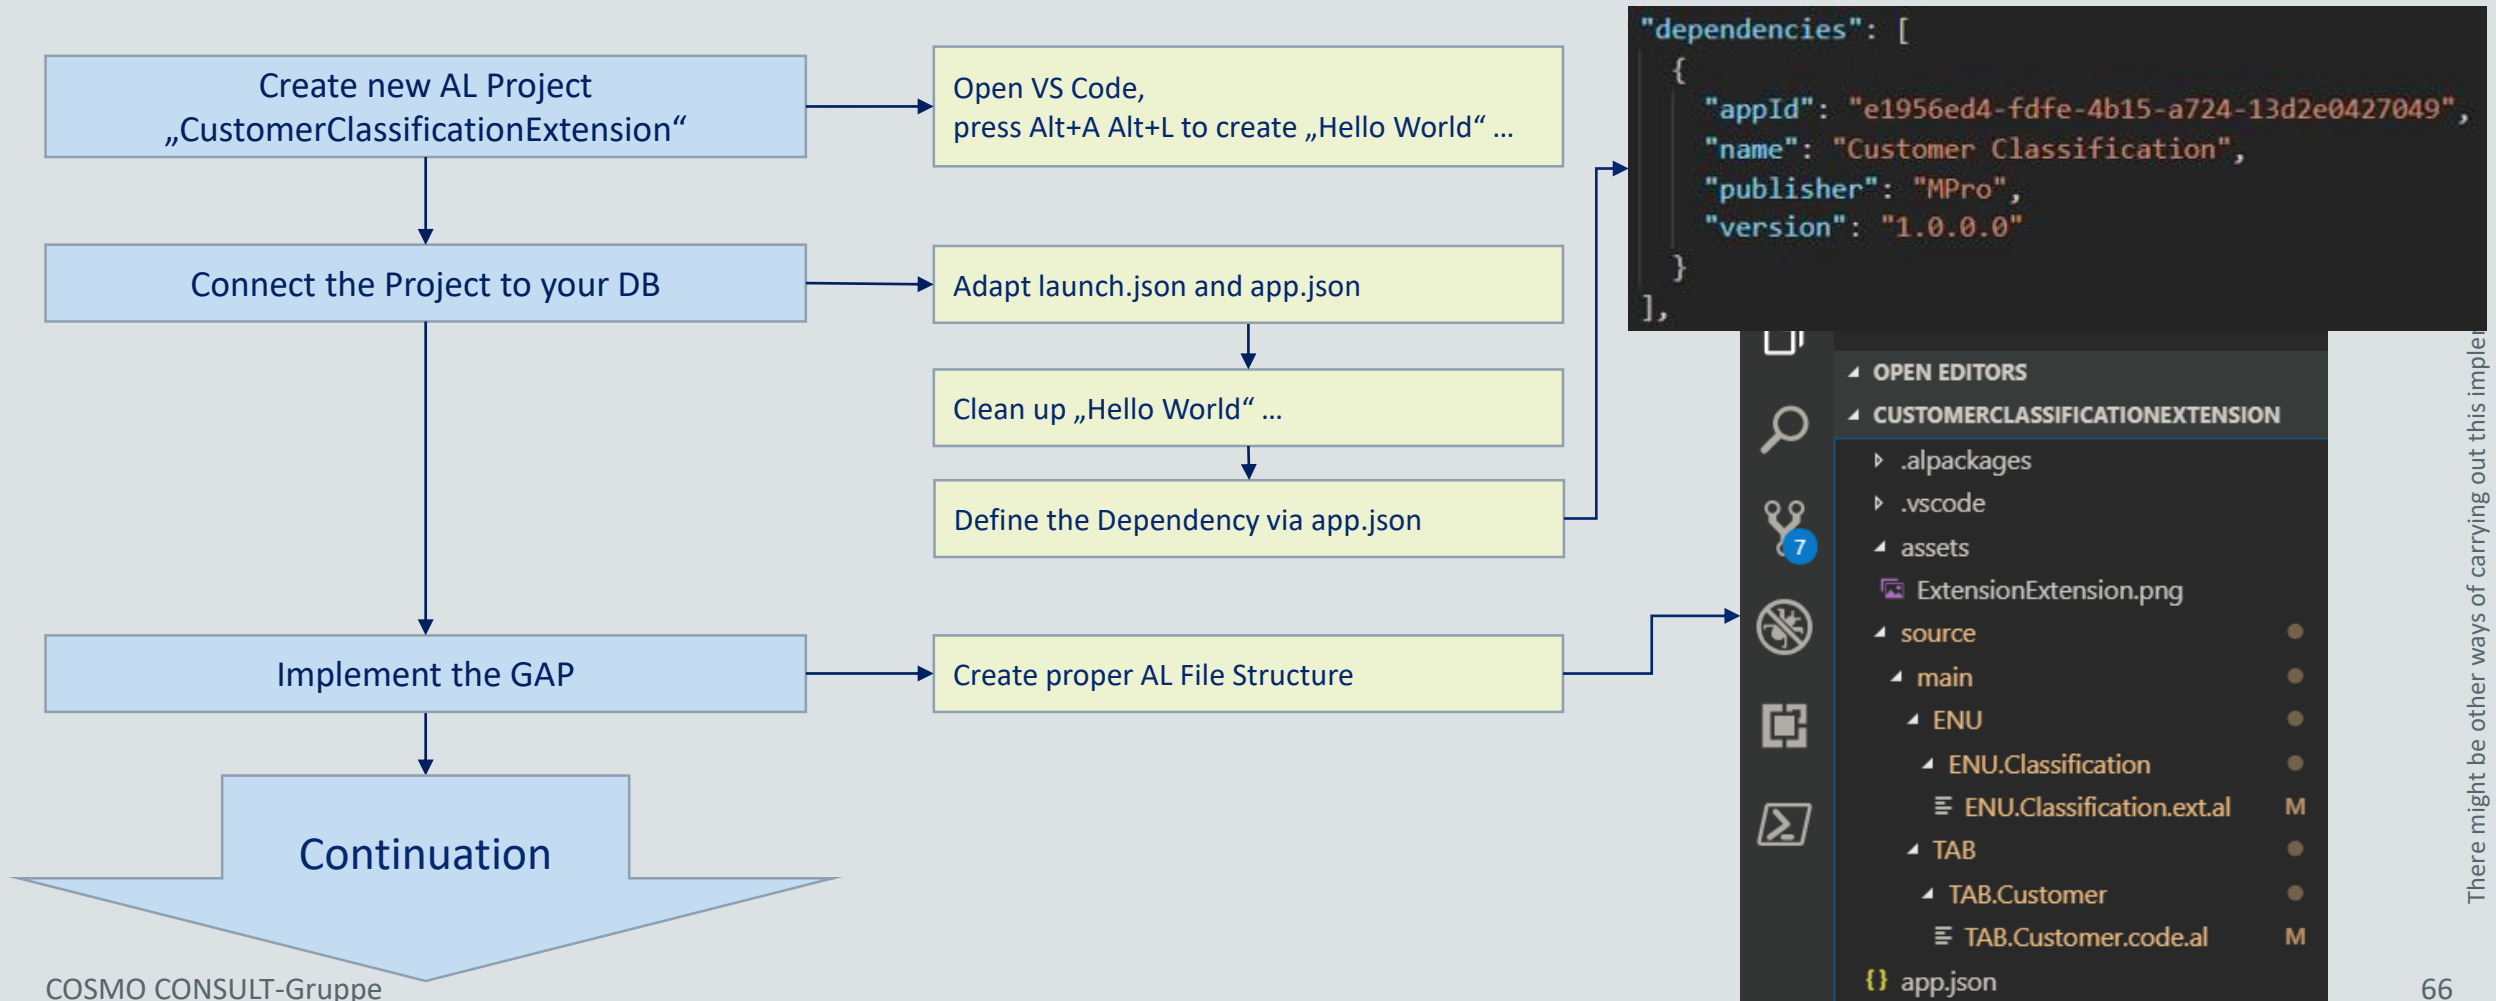 Create new AL Project
„CustomerClassificationExtension“
Open VS Code,
press Alt+A Alt+L to create „Hello World“ ...
Connect the Project to your DB
Adapt launch.json and app.json
Clean up „Hello World“ ...
Define the Dependency via app.json
Implement the GAP
Create proper AL File Structure
Continuation
"dependencies": [
{
"appId": "e1956ed4-fdfe-4b15-a724-13d2e0427049",
"name": "Customer Classification",
"publisher": "MPro",
"version": "1.0.0.0"
}
],
OPEN EDITORS
CUSTOMERCLASSIFICATIONEXTENSION
.alpackages
.vscode
7
assets
ExtensionExtension.png
source
main
ENU
ENU.Classification
ENU.Classification.ext.al M
TAB
TAB.Customer
TAB.Customer.code.al M
{} app.json
There might be other ways of carrying out this
COSMO CONSULT-Gruppe
66